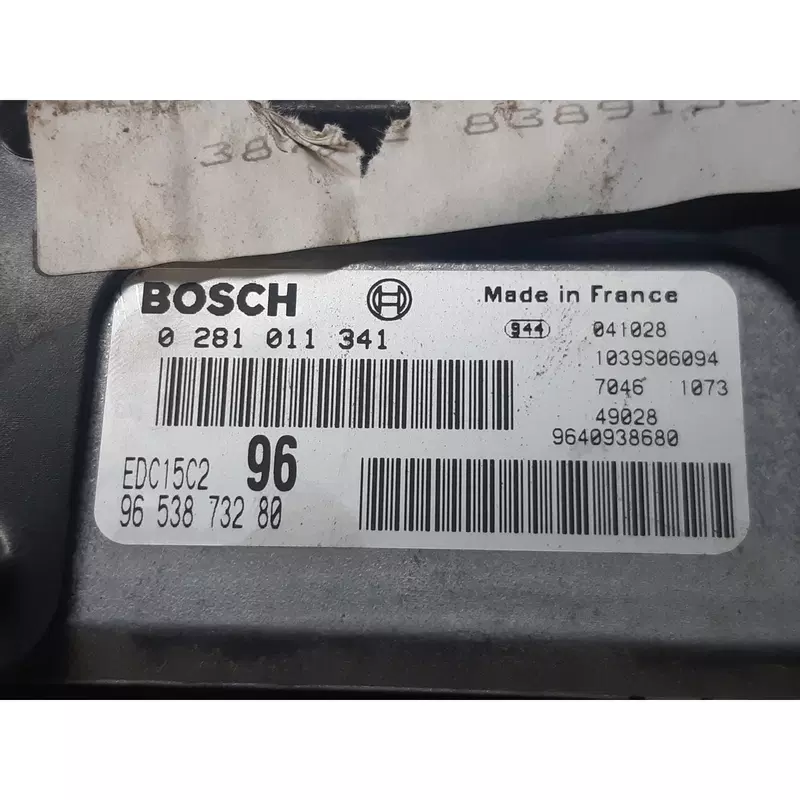 BOSCH
Made in France
0 281 011 341
944 041028
1039S06094
7046 1073
49028
9640938680
EDC15C2 96
96 538 732 80